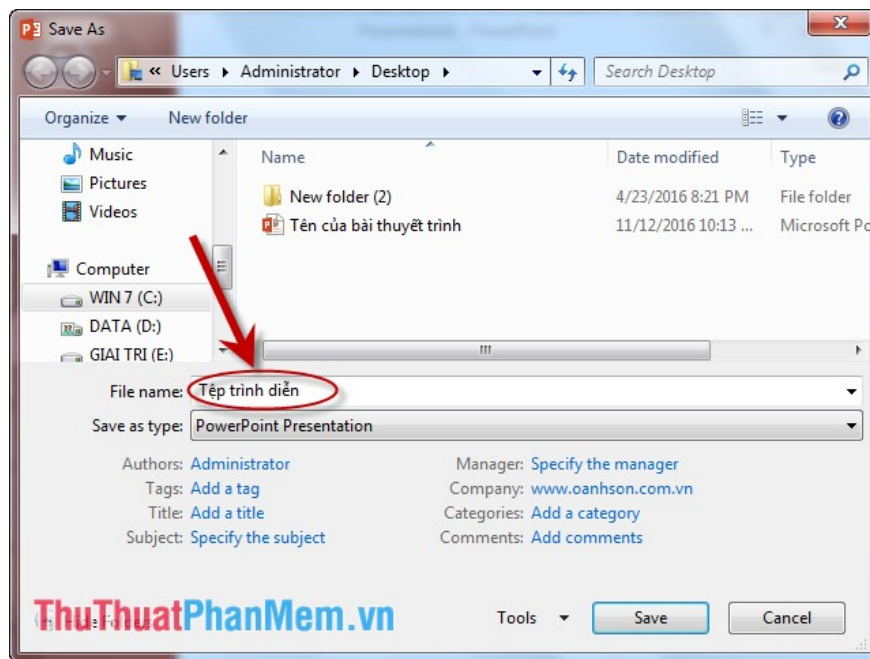 Save As
« Users Administrator Desktop Search Desktop
Organize New folder
Music
Pictures
Videos
Computer
WIN 7 (C:)
DATA (D:)
GIAI TRI (E:)
Name Date modified Type
New folder (2) 4/23/2016 8:21 PM File folder
Tên của bài thuyết trình 11/12/2016 10:13 ... Microsoft Po
File name: Tệp trình diễn
Save as type: PowerPoint Presentation
Authors: Administrator Manager: Specify the manager
Tags: Add a tag Company: www.oanhson.com.vn
Title: Add a title Categories: Add a category
Subject: Specify the subject Comments: Add comments
ThuThuatPhanMem.vn
Hide Folders Tools Save Cancel